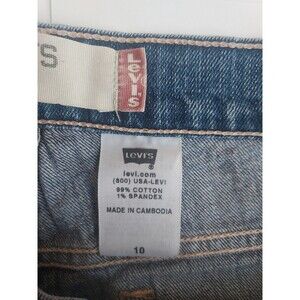 'S
LEVI'S
LEVI'S
levi.com
(800) USA-LEVI
99% COTTON
1% SPANDEX
MADE IN CAMBODIA
10